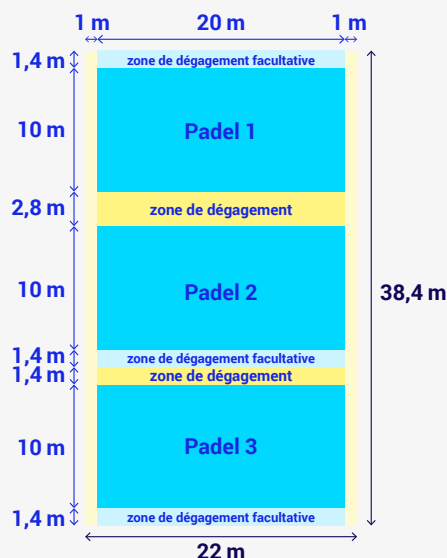 1 m 20 m 1 m
1,4 m zone de dégagement facultative
10 m Padel 1
2,8 m zone de dégagement
10 m Padel 2
38,4 m
1,4 m zone de dégagement facultative
1,4 m zone de dégagement
10 m Padel 3
1,4 m zone de dégagement facultative
22 m